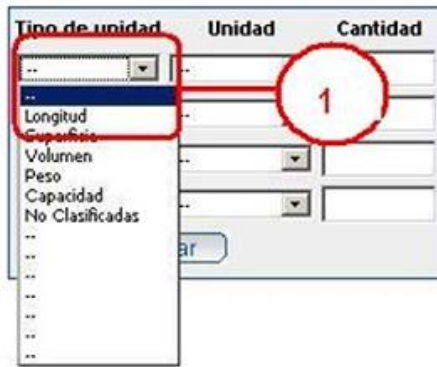 Tipo de unidad Unidad Cantidad
-- --
--
Longitud --
Superficie
Volumen --
Peso
Capacidad --
No Clasificadas
--
-- ar
--
--
--
--
--
1